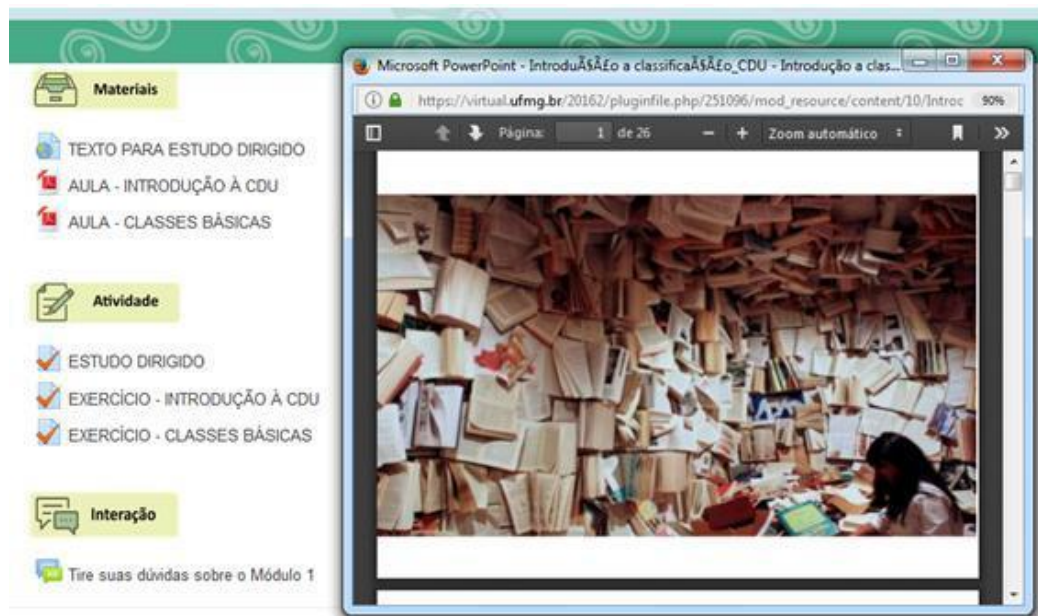 Materiais
TEXTO PARA ESTUDO DIRIGIDO
AULA - INTRODUÇÃO À CDU
AULA - CLASSES BÁSICAS
Atividade
ESTUDO DIRIGIDO
EXERCÍCIO - INTRODUÇÃO À CDU
EXERCÍCIO - CLASSES BÁSICAS
Interação
Tire suas dúvidas sobre o Módulo 1
Microsoft PowerPoint - IntroduÃ§Ã£o a classificaÃ§Ã£o_CDU - Introdução a clas...
https://virtual.ufmg.br/20162/pluginfile.php/251096/mod_resource/content/10/Introc 90%
Página: 1 de 26 Zoom automático